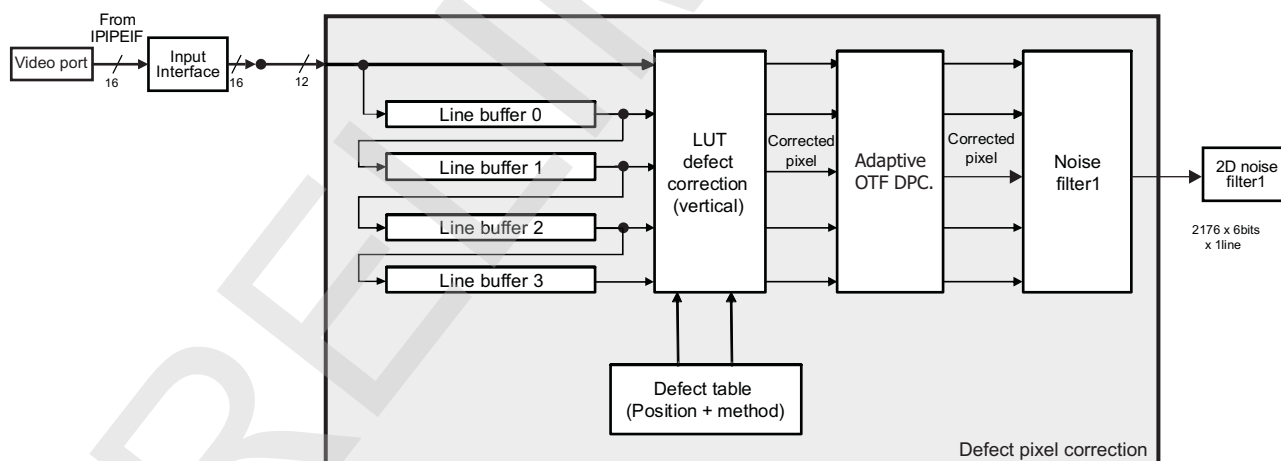 From
IPIPEIF
Video port
16
Input
Interface
16
12
Line buffer 0
Line buffer 1
Line buffer 2
Line buffer 3
LUT
defect
correction
(vertical)
Corrected
pixel
Adaptive
OTF DPC.
Corrected
pixel
Noise
filter1
2D noise
filter1
2176 x 6bits
x 1line
Defect table
(Position + method)
Defect pixel correction